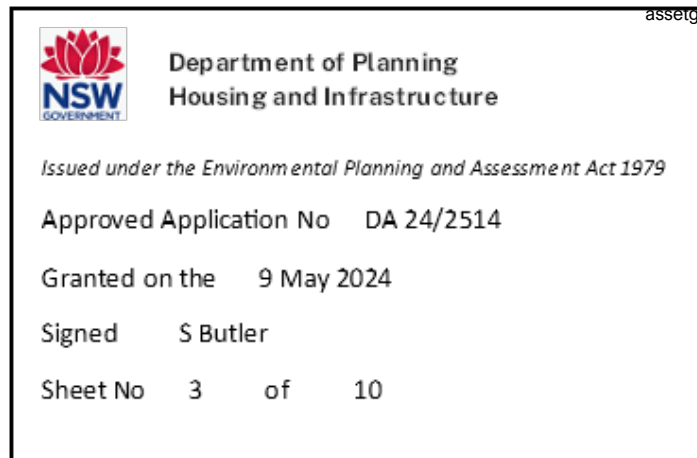 assetg
Department of Planning
Housing and Infrastructure
NSW
GOVERNMENT
Issued under the Environmental Planning and Assessment Act 1979
Approved Application No DA 24/2514
Granted on the 9 May 2024
Signed S Butler
Sheet No 3 of 10